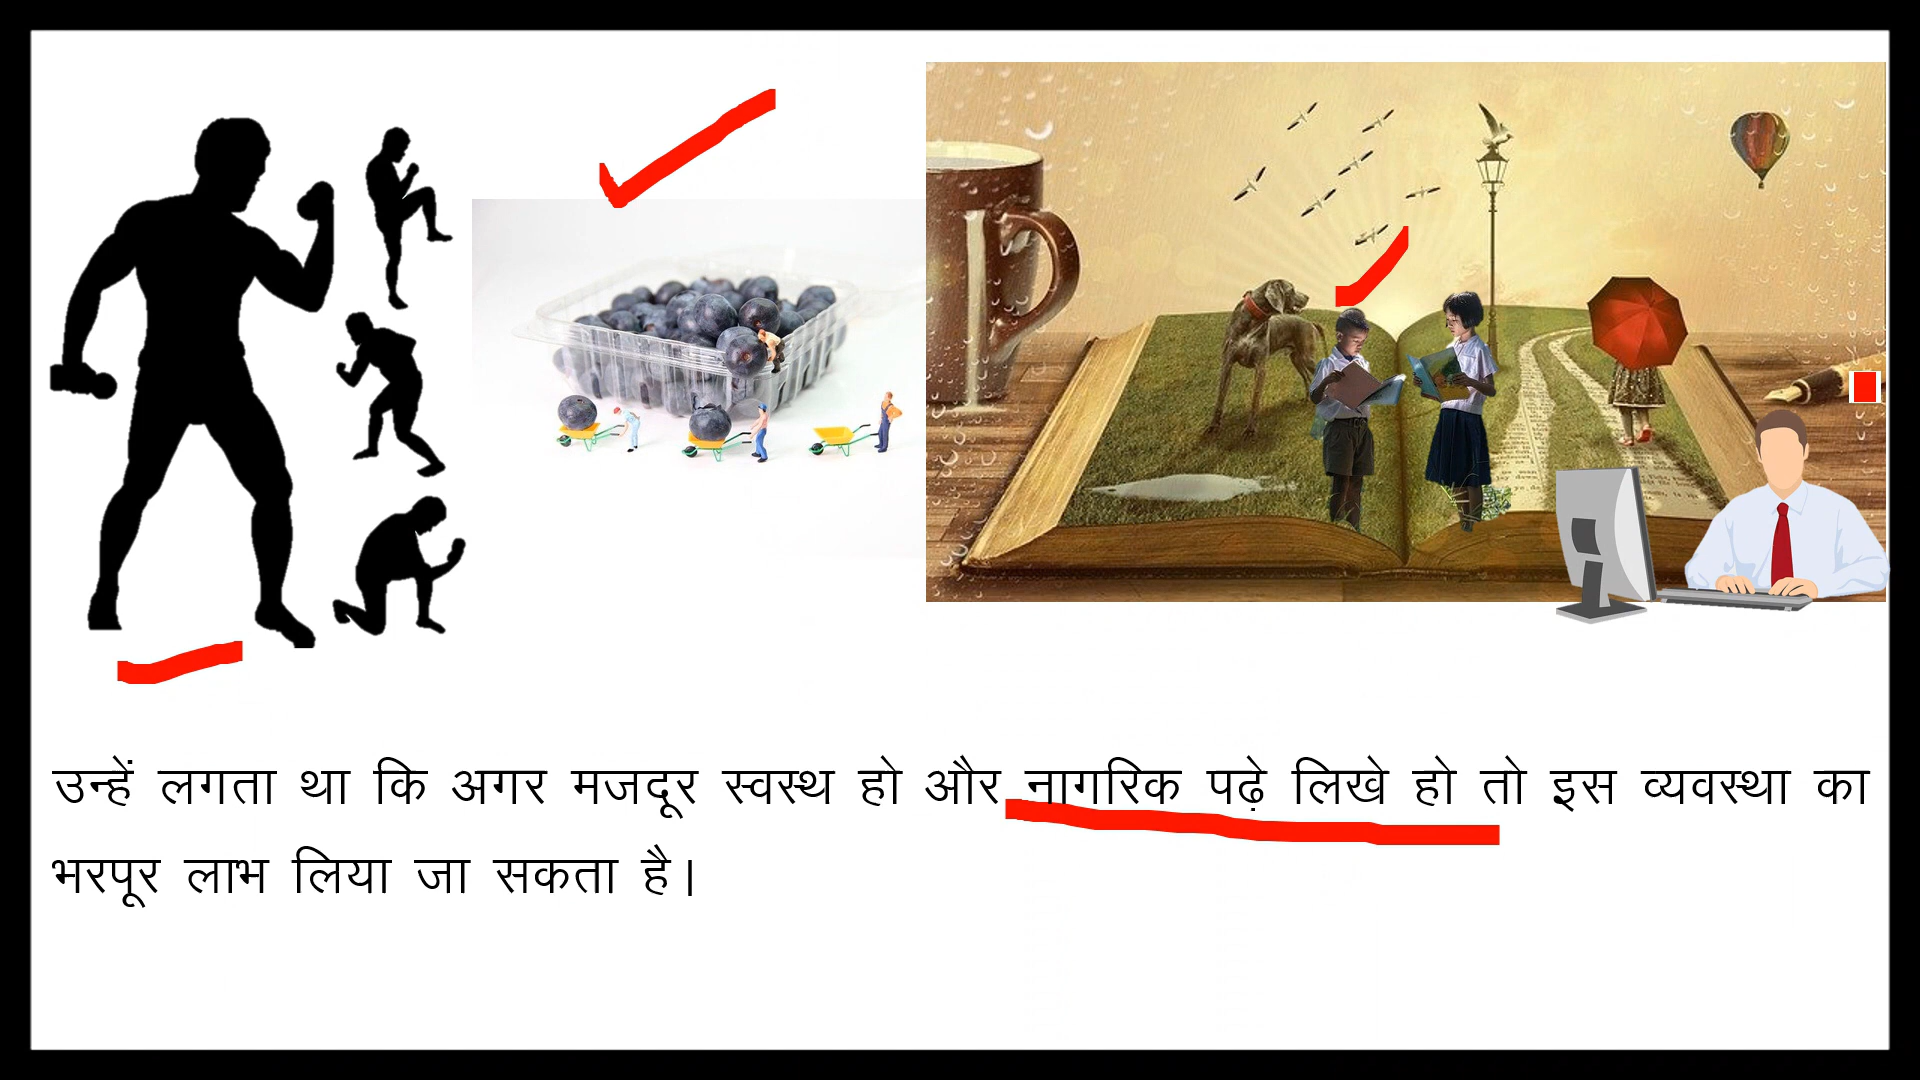 उन्हें लगता था कि अगर मजदूर स्वस्थ हो और नागरिक पढ़े लिखे हो तो इस व्यवस्था का
भरपूर लाभ लिया जा सकता है।